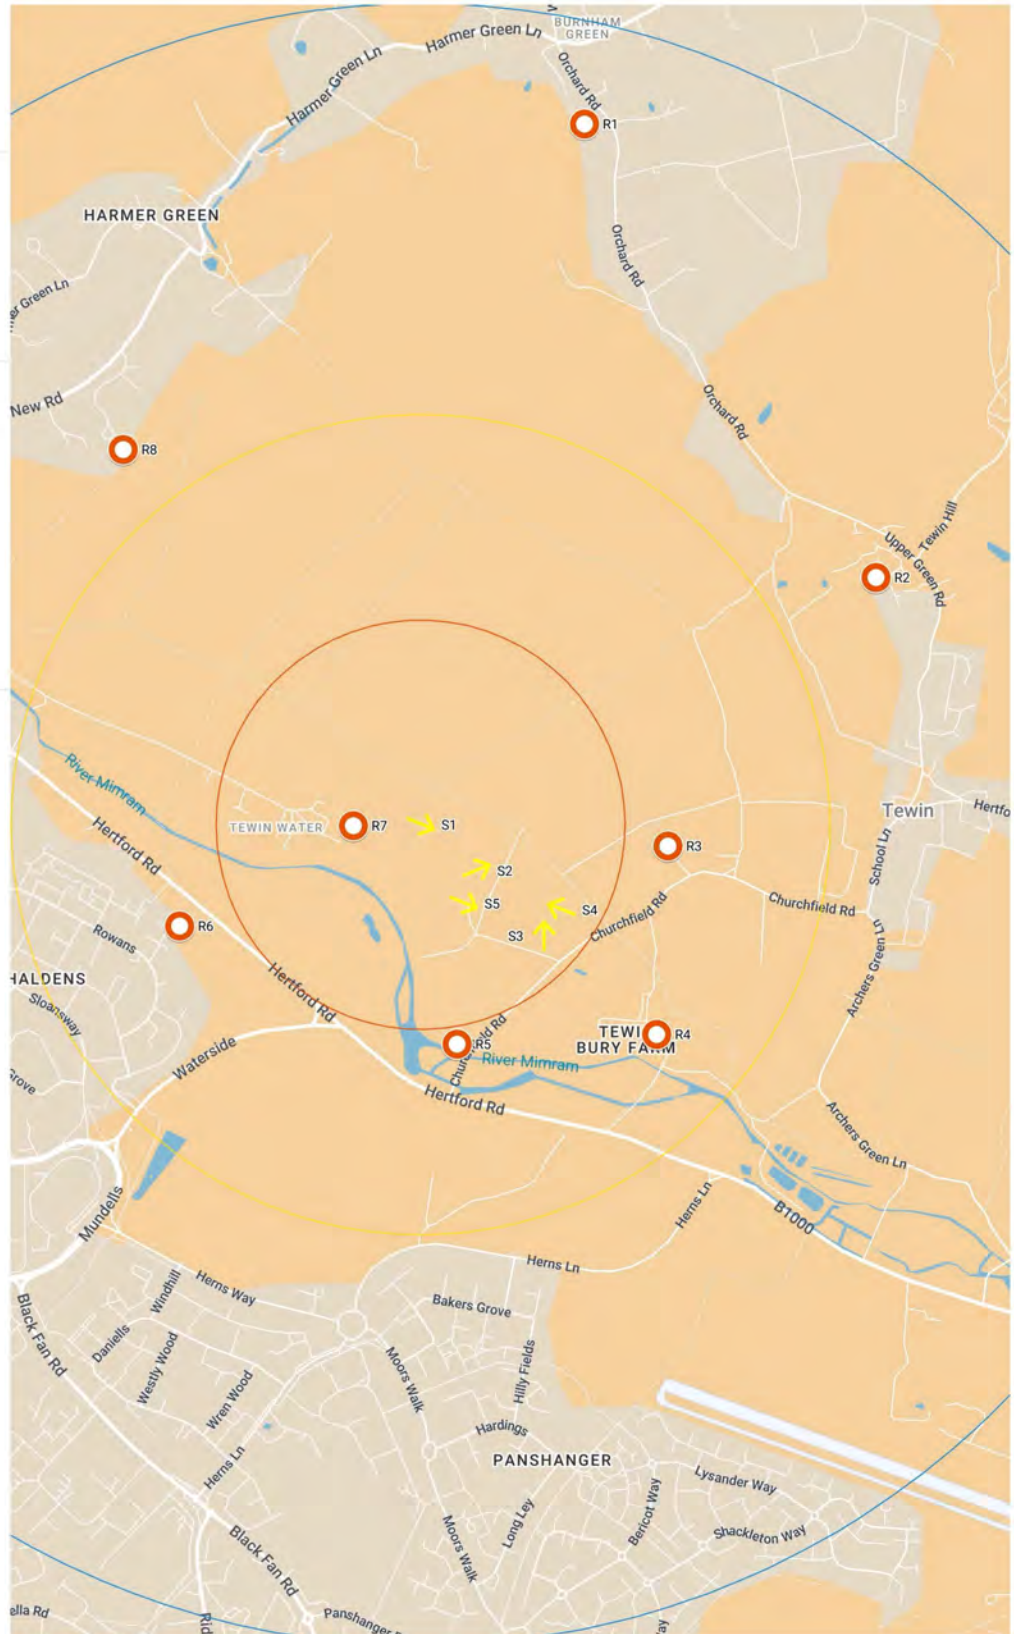 BURNHAM
GREEN
Harmer Green Ln
Harmer Green Ln
Orchard Rd
R1
HARMER GREEN
Orchard Rd
Green Ln
New Rd
Orchard Rd
R8
Tewin Hill
Upper Green Rd
R2
River Mimram
Tewin
Hertfo
TEWIN WATER
R7
S1
Hertford Rd
R3
School Ln
S2
Churchfield Rd
S5
S4
Churchfield Rd
R6
S3
Rowans
Archers Green Ln
HALDENS
Sloansway
Hertford Rd
TEWI
BURY FARM
R4
R5
River Mimram
Waterside
Grove
Hertford Rd
Archers Green Ln
Mundells
Herns Ln
B1000
Herns Ln
Windhill
Herns Way
Bakers Grove
Black Fan Rd
Daniells
Westly Wood
Wren Wood
Moors Walk
Hilly Fields
Hardings
PANSHANGER
Herns Ln
Lysander Way
Long Ley
Bericot Way
Shackleton Way
Moors Walk
Black Fan Rd
ella Rd
Rid
Panshanger
ay